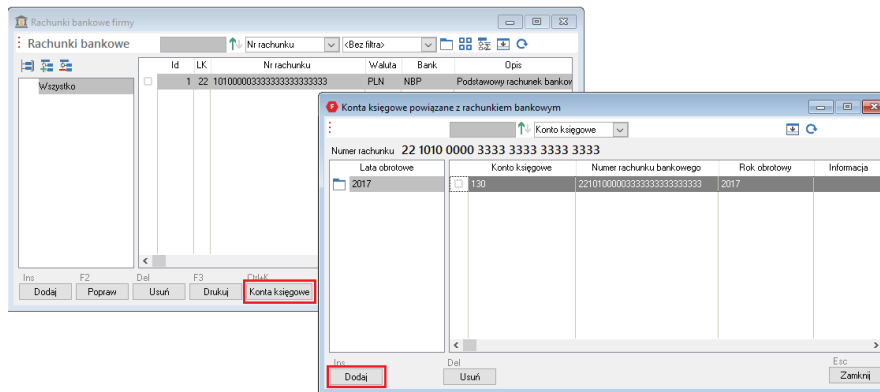 Rachunki bankowe firmy
Rachunki bankowe
Nr rachunku
<Bez filtra>
Id LK Nr rachunku Waluta Bank Opis
Wszystko
1 22 101000003333333333333333 PLN NBP Podstawowy rachunek bankow
Ins F2 Del F3 Ctrl+K
Dodaj Popraw Usuń Drukuj Konta księgowe
Konta księgowe powiązane z rachunkiem bankowym
Konto księgowe
Numer rachunku 22 1010 0000 3333 3333 3333 3333
Lata obrotowe Konto księgowe Numer rachunku bankowego Rok obrotowy Informacja
2017 130 22101000003333333333333333 2017
Ins Del Esc
Dodaj Usuń Zamknij